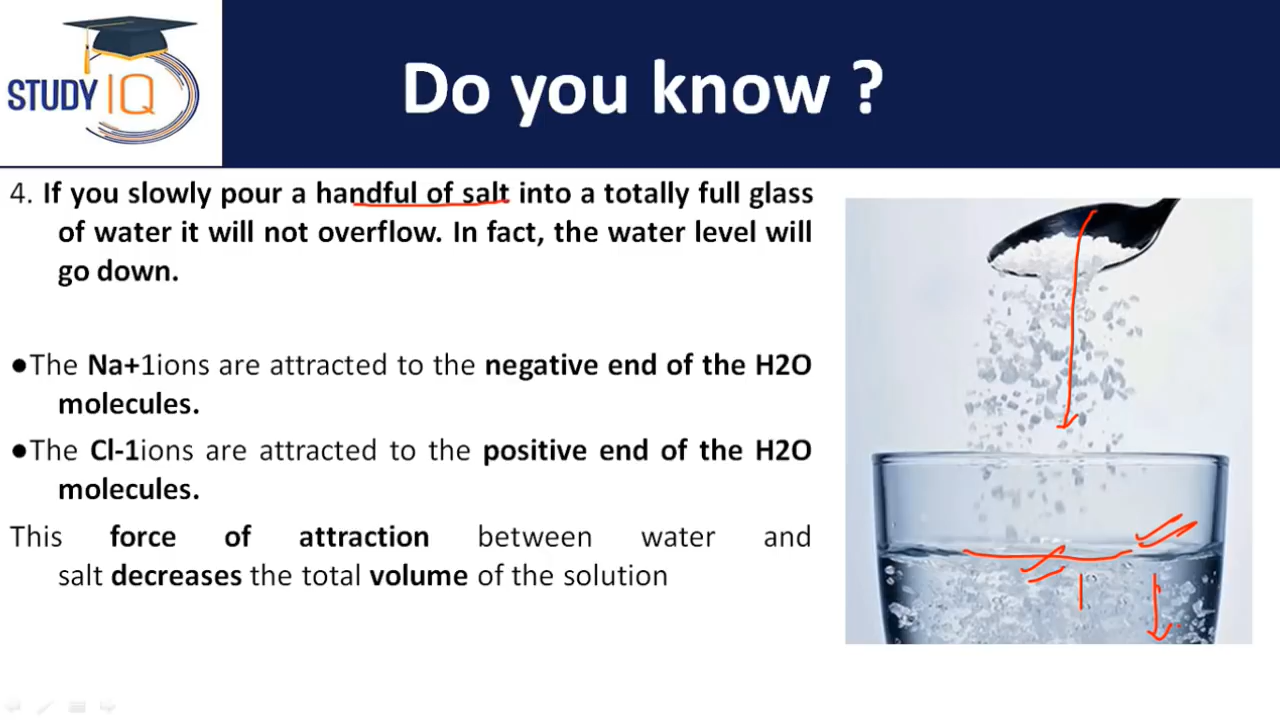 STUDY IQ
Do you know ?
4. If you slowly pour a handful of salt into a totally full glass
of water it will not overflow. In fact, the water level will
go down.
●The Na+1ions are attracted to the negative end of the H2O
molecules.
●The Cl-1ions are attracted to the positive end of the H2O
molecules.
This force of attraction between water and
salt decreases the total volume of the solution